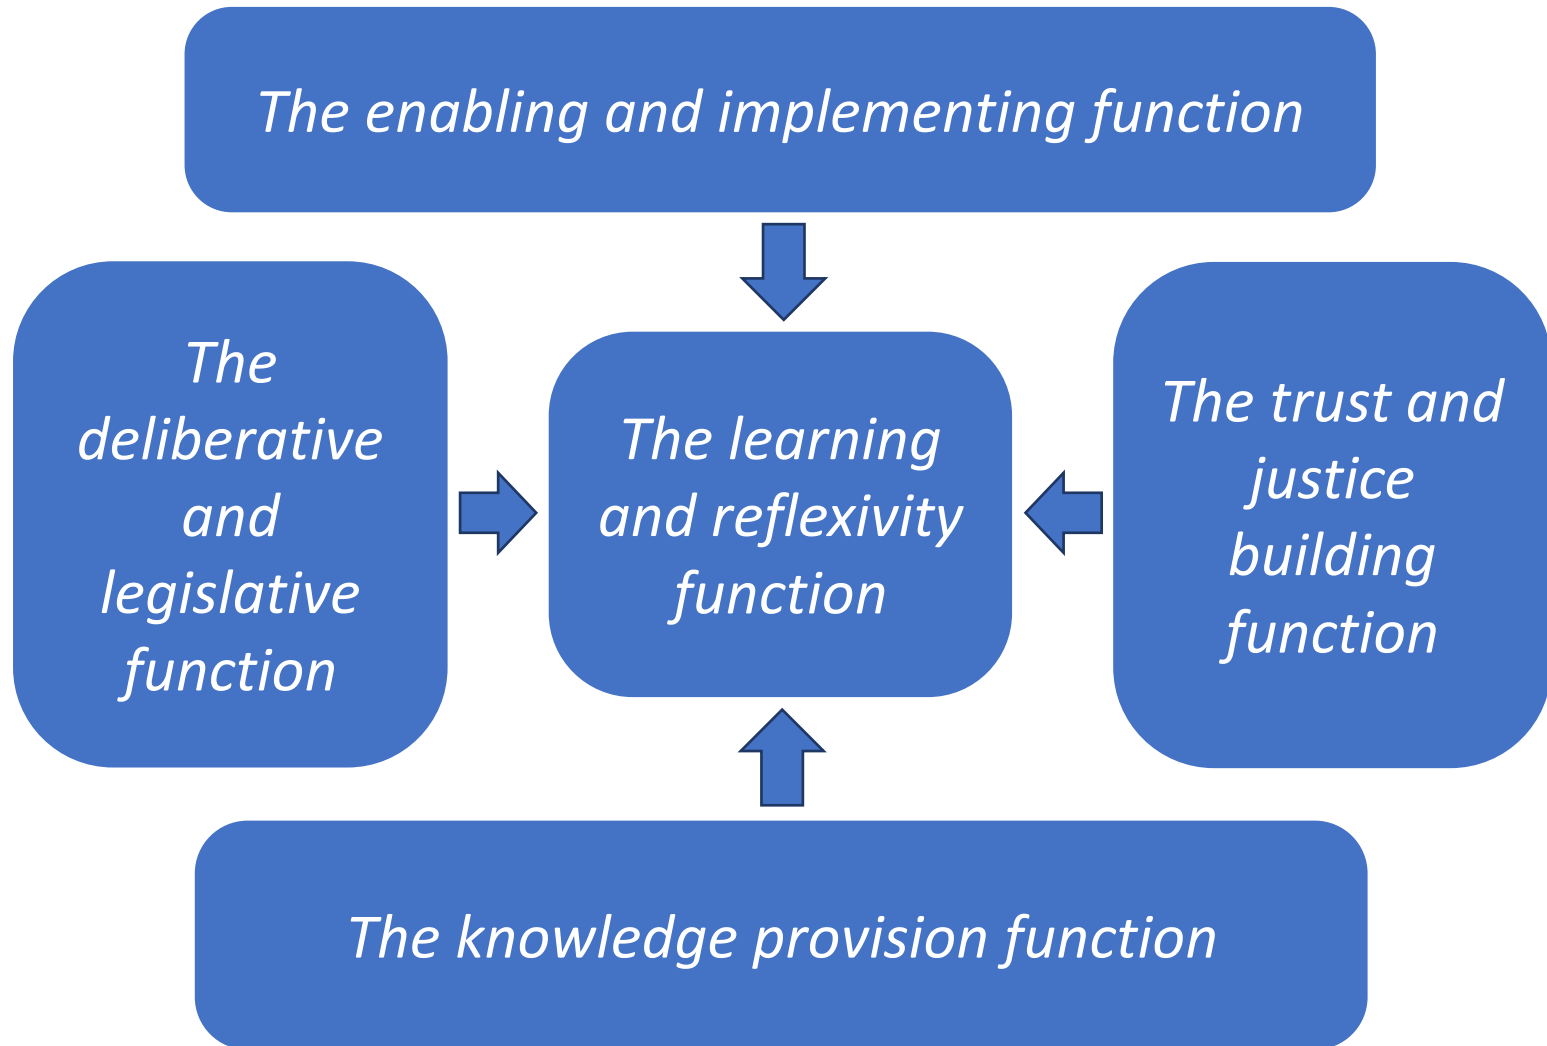 The enabling and implementing function
The
deliberative
and
legislative
function
The learning
and reflexivity
function
The trust and
justice
building
function
The knowledge provision function